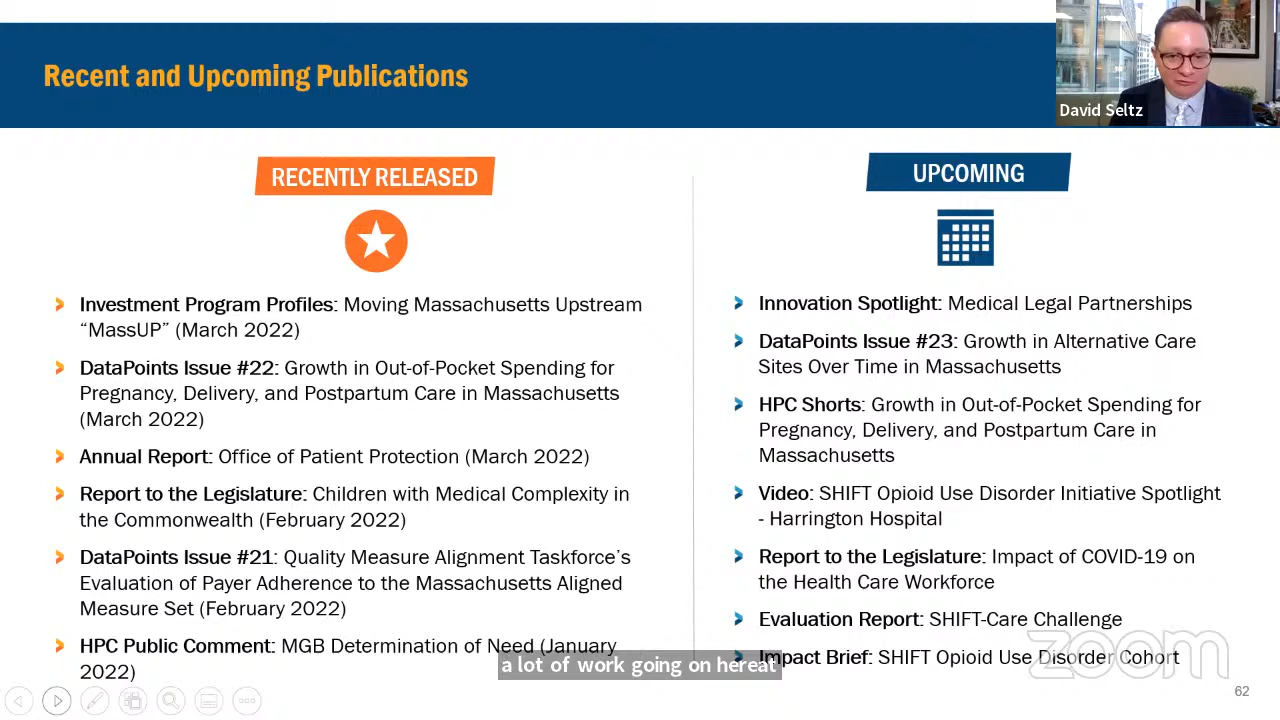 Recent and Upcoming Publications
David Seltz
RECENTLY RELEASED
Investment Program Profiles: Moving Massachusetts Upstream
“MassUP” (March 2022)
DataPoints Issue #22: Growth in Out-of-Pocket Spending for
Pregnancy, Delivery, and Postpartum Care in Massachusetts
(March 2022)
Annual Report: Office of Patient Protection (March 2022)
Report to the Legislature: Children with Medical Complexity in
the Commonwealth (February 2022)
DataPoints Issue #21: Quality Measure Alignment Taskforce’s
Evaluation of Payer Adherence to the Massachusetts Aligned
Measure Set (February 2022)
HPC Public Comment: MGB Determination of Need (January
2022)
UPCOMING
Innovation Spotlight: Medical Legal Partnerships
DataPoints Issue #23: Growth in Alternative Care
Sites Over Time in Massachusetts
HPC Shorts: Growth in Out-of-Pocket Spending for
Pregnancy, Delivery, and Postpartum Care in
Massachusetts
Video: SHIFT Opioid Use Disorder Initiative Spotlight
- Harrington Hospital
Report to the Legislature: Impact of COVID-19 on
the Health Care Workforce
Evaluation Report: SHIFT-Care Challenge
Impact Brief: SHIFT Opioid Use Disorder Cohort
a lot of work going on hereat
zoom
62